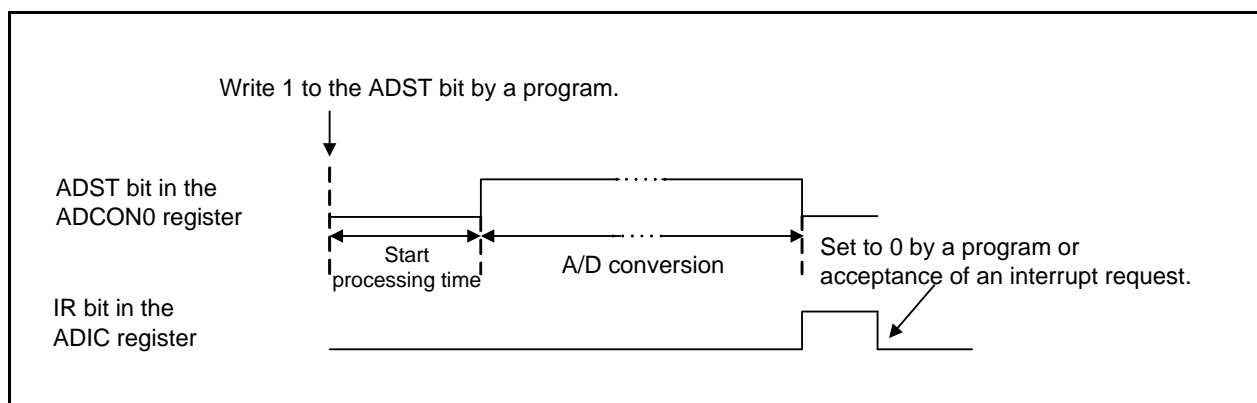 Write 1 to the ADST bit by a program.
ADST bit in the
ADCON0 register
Start
processing time
A/D conversion
Set to 0 by a program or
acceptance of an interrupt request.
IR bit in the
ADIC register